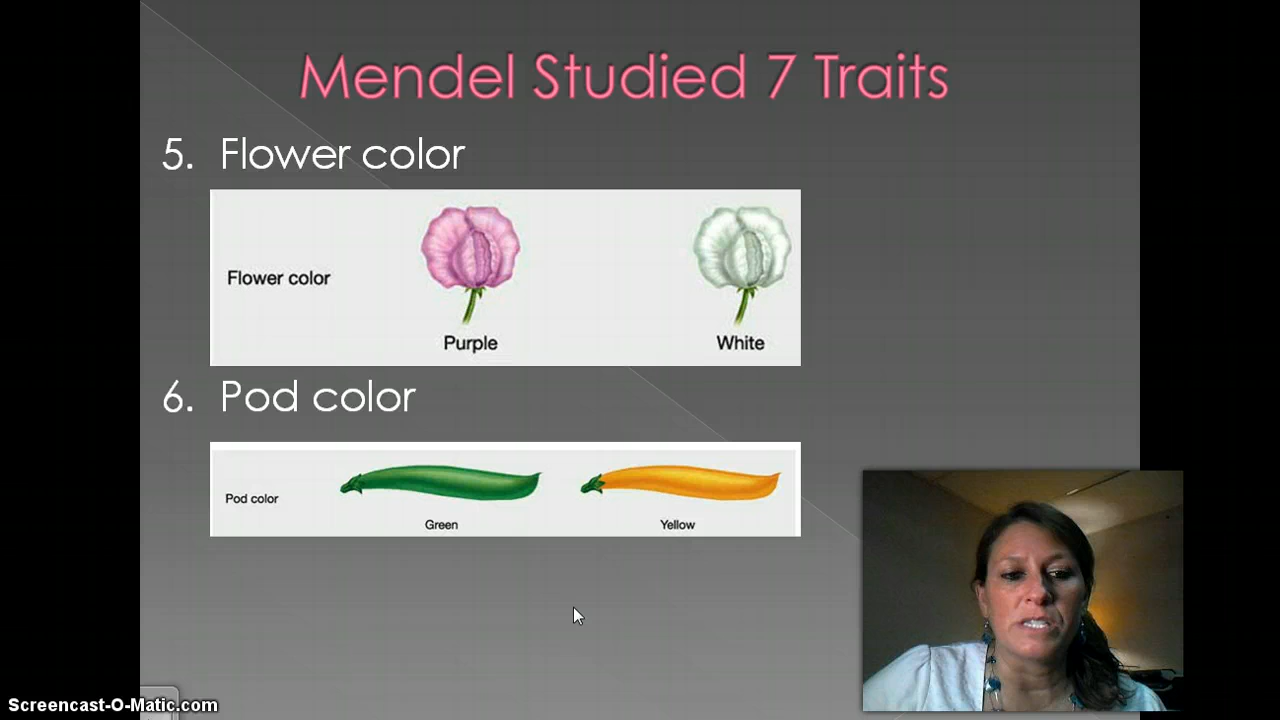 Mendel Studied 7 Traits
5. Flower color
Flower color
Purple
White
6. Pod color
Pod color
Green
Yellow
Screencast-O-Matic.com